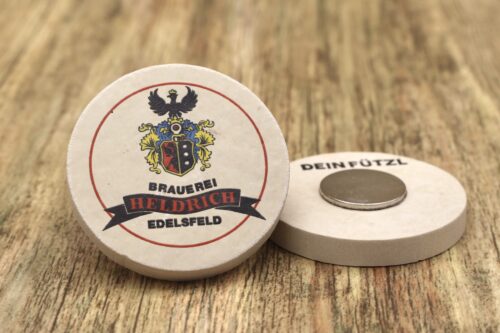 BRAUEREI
HELDRICH
EDELSFELD
DEIN FÜTZL